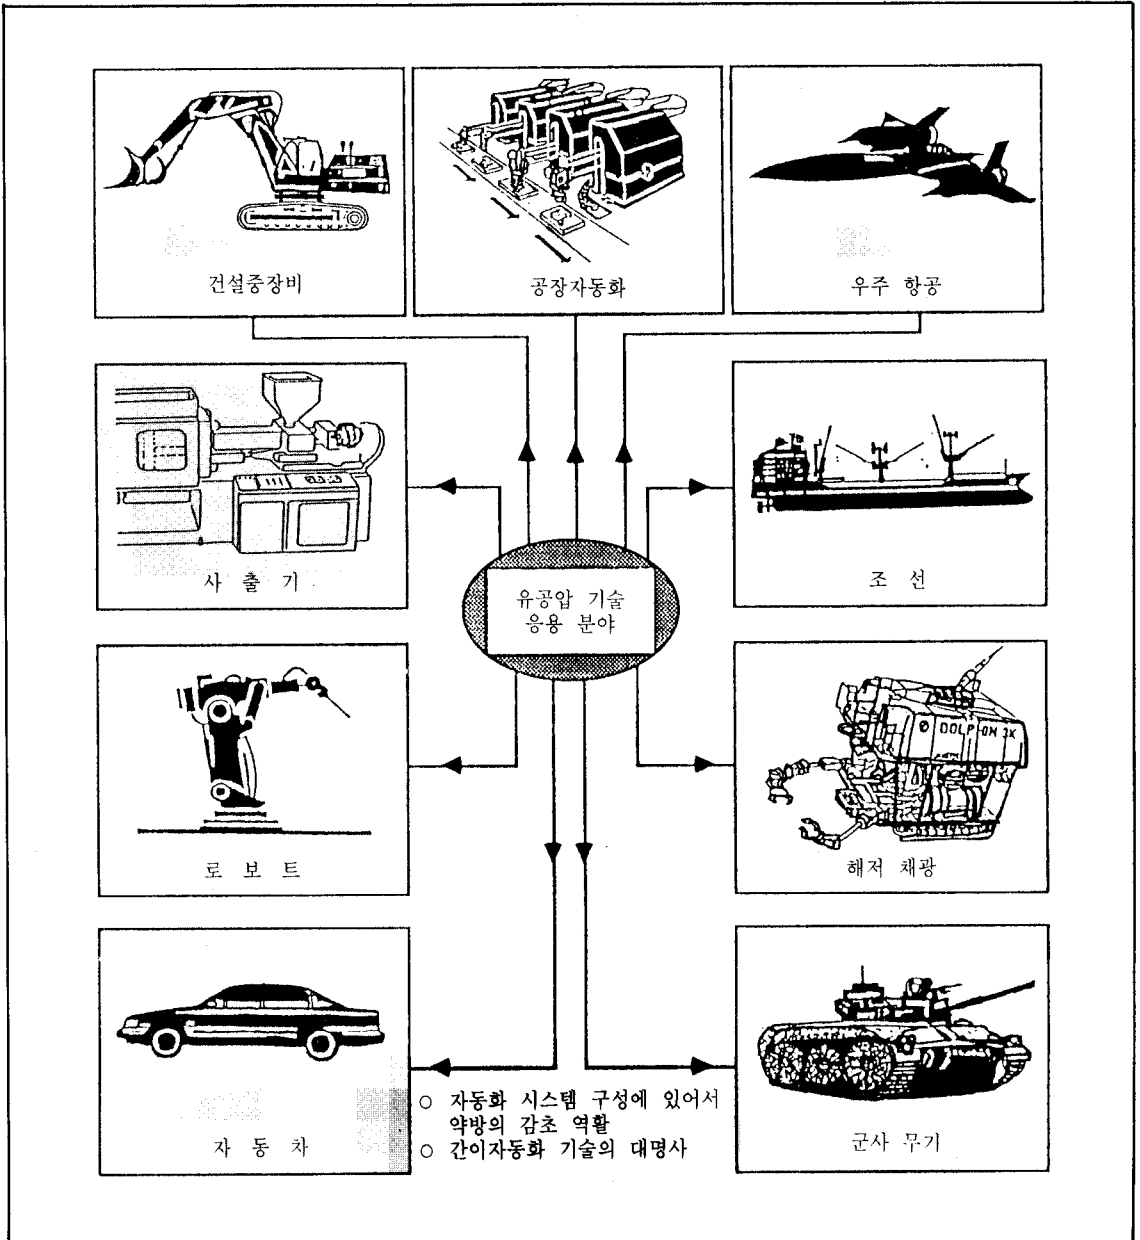 건설중장비
공장자동화
우주 항공
사 출 기
유공압 기술
응용 분야
조 선
로 보 트
해저 채광
자 동 차
○ 자동화 시스템 구성에 있어서
약방의 감초 역활
○ 간이자동화 기술의 대명사
군사 무기